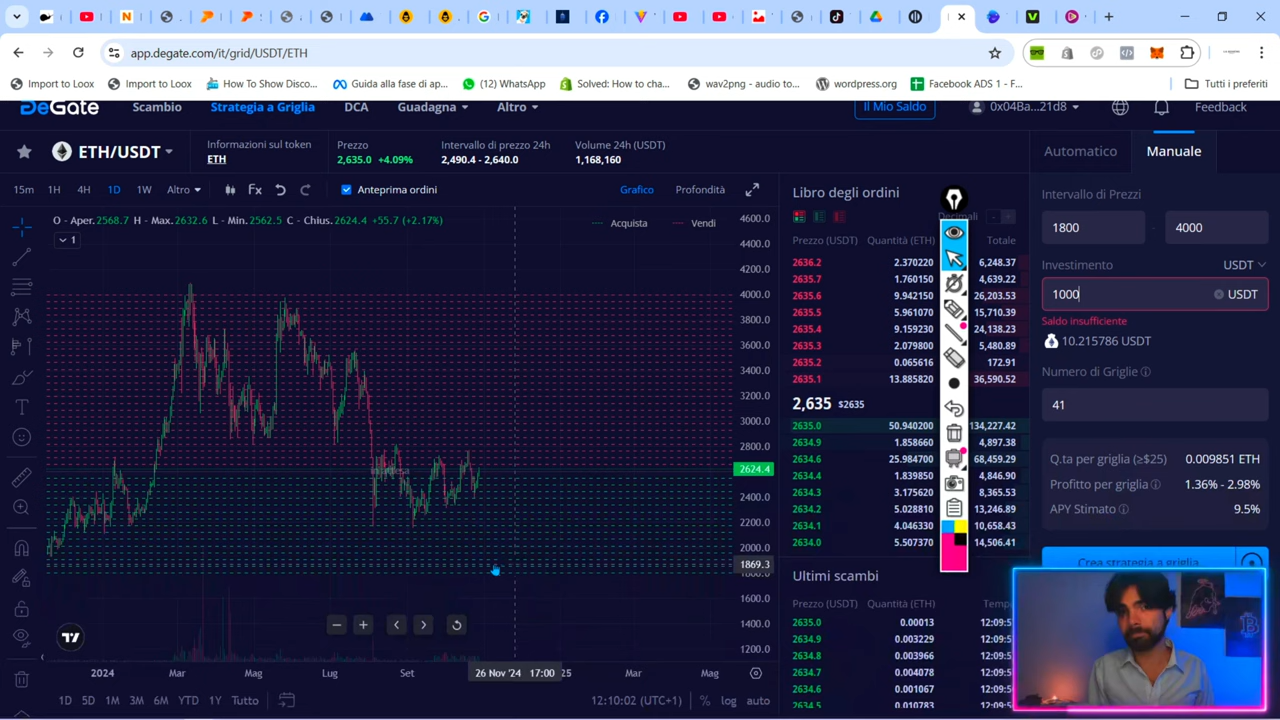 app.degate.com/it/grid/USDT/ETH
Import to Loox
Import to Loox
How To Show Disco...
Guida alla fase di ap...
(12) WhatsApp
Solved: How to cha...
wav2png - audio to...
wordpress.org
Facebook ADS 1 - F...
Tutti i preferiti
DeGate
Scambio
Strategia a Griglia
DCA
Guadagna
Altro
Il Mio Saldo
0x04Ba...21d8
Feedback
ETH/USDT
Informazioni sul token
ETH
Prezzo
2,635.0 +4.09%
Intervallo di prezzo 24h
2,490.4 - 2,640.0
Volume 24h (USDT)
1,168,160
Automatico
Manuale
15m 1H 4H 1D 1W Altro
Fx
Anteprima ordini
Grafico
Profondità
O - Aper.2568.7 H - Max.2632.6 L - Min.2562.5 C - Chius.2624.4 +55.7 (+2.17%)
Acquista
Vendi
1
4600.0
4400.0
4200.0
4000.0
3800.0
3600.0
3400.0
3200.0
3000.0
2800.0
2624.4
2400.0
2200.0
2000.0
1869.3
1600.0
1400.0
1200.0
2024 Mar Mag Lug Set
26 Nov '24 17:00
25 Mar Mag
1D 5D 1M 3M 6M YTD 1Y Tutto
12:10:02 (UTC+1)
% log auto
Libro degli ordini
Decimali
Prezzo (USDT) Quantità (ETH) Totale
2636.2 2.370220 6,248.37
2635.7 1.760150 4,639.22
2635.6 9.942150 26,203.53
2635.5 5.961070 15,710.39
2635.4 9.159230 24,138.23
2635.3 2.079800 5,480.89
2635.2 0.065616 172.91
2635.1 13.885820 36,590.52
2,635 $2635
2635.0 50.940200 134,227.42
2634.9 1.858660 4,897.38
2634.6 25.984700 68,459.29
2634.4 1.839850 4,846.90
2634.3 3.175620 8,365.53
2634.2 5.028810 13,246.89
2634.1 4.046330 10,658.43
2634.0 5.507370 14,506.41
Ultimi scambi
Prezzo (USDT) Quantità (ETH) Tempo
2635.0 0.00013 12:09:5
2634.9 0.003229 12:09:5
2634.8 0.003966 12:09:5
2634.7 0.004738 12:09:5
2634.6 0.001067 12:09:5
2634.5 0.010783
Intervallo di Prezzi
1800 - 4000
Investimento
USDT
1000
USDT
Saldo insufficiente
10.215786 USDT
Numero di Griglie
41
Q.ta per griglia (≥$25) 0.009851 ETH
Profitto per griglia 1.36% - 2.98%
APY Stimato 9.5%
Crea strategia a griglia